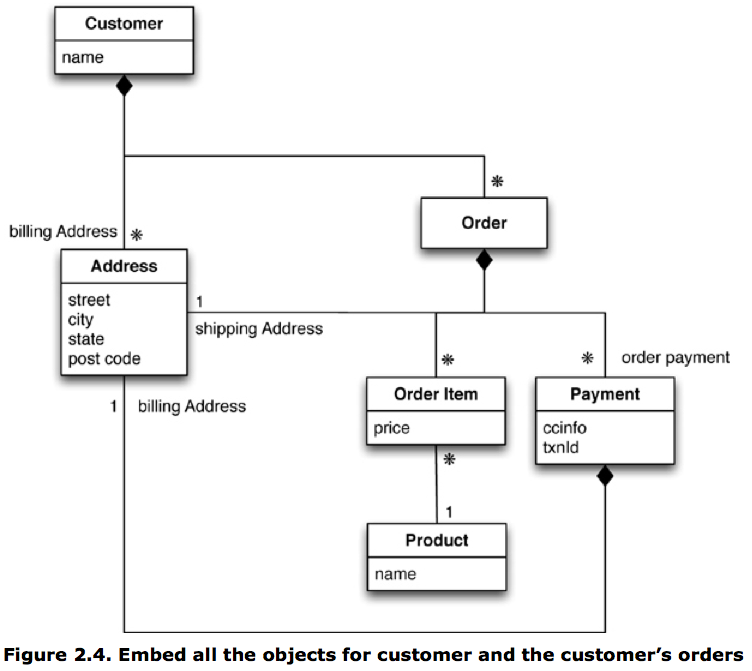 Customer
name
*
Order
billing Address *
Address
street
city
state
post code
1
shipping Address
*
* order payment
1 billing Address
Order Item
price
Payment
ccinfo
txnId
*
1
Product
name
Figure 2.4. Embed all the objects for customer and the customer’s orders